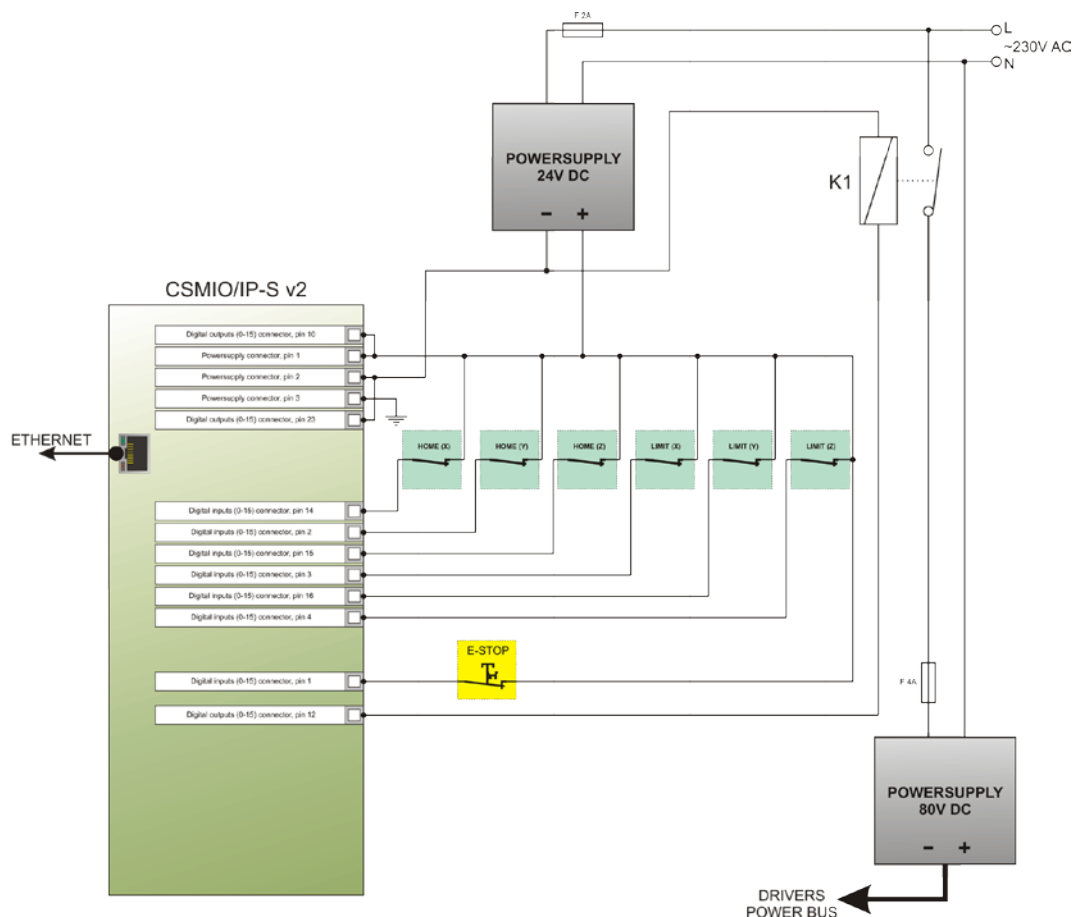 F 2A
L
~230V AC
N
POWERSUPPLY
24V DC
- +
K1
CSMIO/IP-S v2
Digital outputs (0-15) connector, pin 10
Powersupply connector, pin 1
Powersupply connector, pin 2
Powersupply connector, pin 3
Digital outputs (0-15) connector, pin 23
ETHERNET
HOME (X)
HOME (Y)
HOME (Z)
LIMIT (X)
LIMIT (Y)
LIMIT (Z)
Digital inputs (0-15) connector, pin 14
Digital inputs (0-15) connector, pin 2
Digital inputs (0-15) connector, pin 15
Digital inputs (0-15) connector, pin 3
Digital inputs (0-15) connector, pin 16
Digital inputs (0-15) connector, pin 4
E-STOP
Digital inputs (0-15) connector, pin 1
Digital outputs (0-15) connector, pin 12
F 4A
POWERSUPPLY
80V DC
- +
DRIVERS
POWER BUS